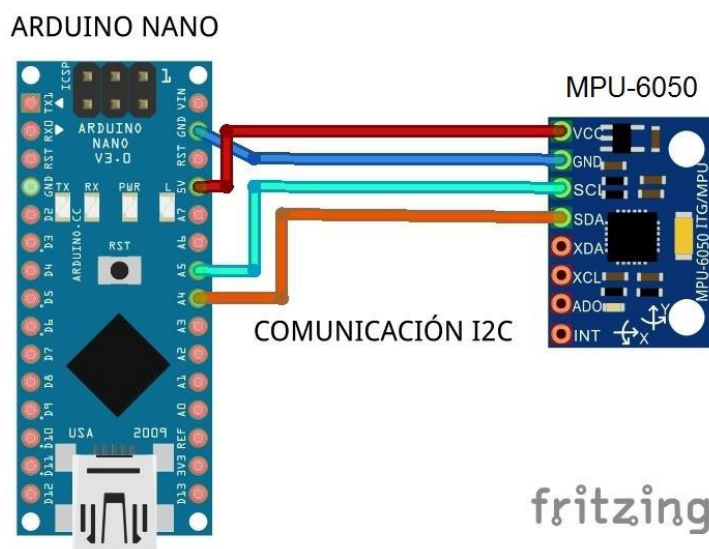 ARDUINO NANO
ICSP
1
TX1
RX0
RST
GND
D2
D3
D4
D5
D6
D7
D8
D9
D10
D11
D12
ARDUINO
NANO
V3.0
TX RX PWR L
ARDUINO.CC
RST
USA 2009
VIN
GND
RST
5V
A7
A6
A5
A4
A3
A2
A1
A0
REF
3V3
D13
COMUNICACIÓN I2C
MPU-6050
VCC
GND
SCL
SDA
XDA
XCL
ADO
INT
MPU-6050 ITG/MPU
Y
X
fritzing